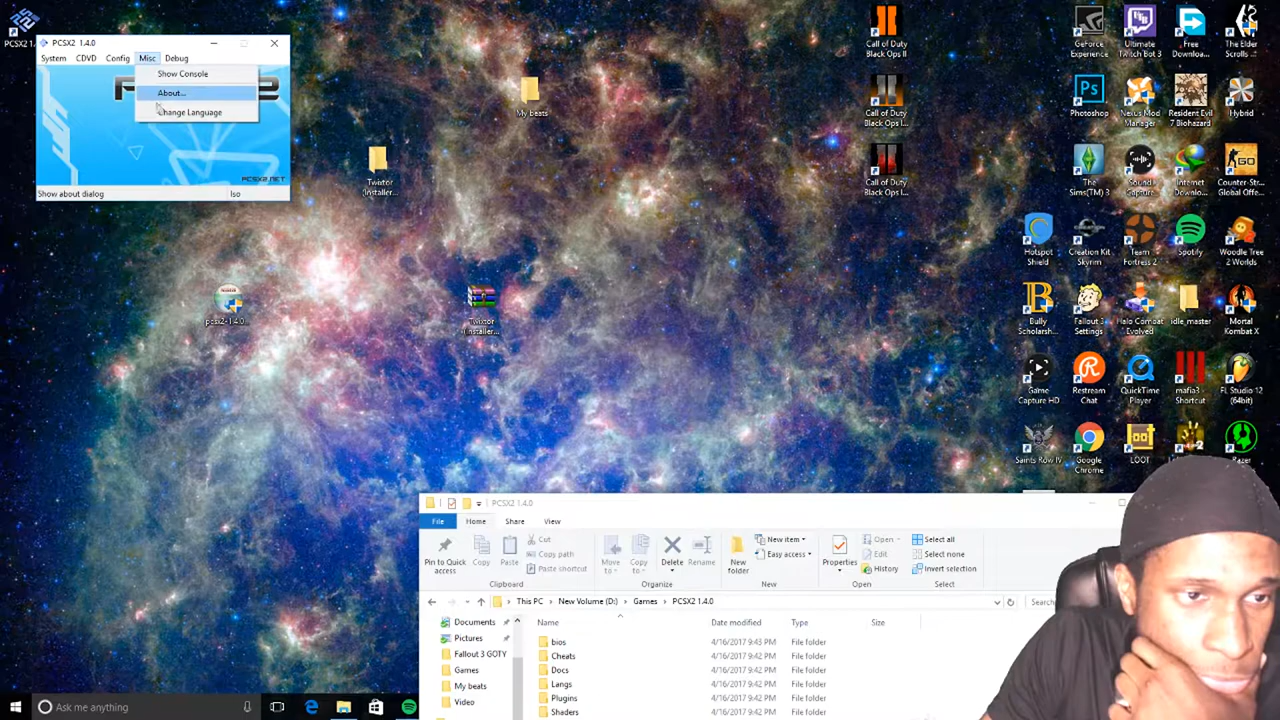 PCSX2 1.4.0
System CDVD Config Misc Debug
Show Console
About...
Change Language
PCSX2.NET
Show about dialog
Iso
PCSX2 1.
My beats
Twixtor
(Installer...
pcsx2-1.4.0...
Twixtor
(Installer...
Call of Duty
Black Ops II
Call of Duty
Black Ops I...
Call of Duty
Black Ops I...
GeForce
Experience
Ultimate
Twitch Bot 3
Free
Downloa...
The Elder
Scrolls ...
Ps
Photoshop
Nexus Mod
Manager
Resident Evil
7 Biohazard
Hybrid
The
Sims(TM) 3
Sound
Capture
Internet
Downlo...
GO
Counter-Str...
Global Offe...
Hotspot
Shield
Creation Kit
Skyrim
Team
Fortress 2
Spotify
Woodle Tree
2 Worlds
Bully
Scholarsh...
Fallout 3
Settings
Halo Combat
Evolved
idle_master
Mortal
Kombat X
Game
Capture HD
Restream
Chat
QuickTime
Player
mafia3 -
Shortcut
FL Studio 12
(64bit)
Saints Row IV
Google
Chrome
LOOT
Razer
PCSX2 1.4.0
File Home Share View
Pin to Quick
access
Copy
Paste
Cut
Copy path
Paste shortcut
Clipboard
Move
to
Copy
to
Delete
Rename
Organize
New
folder
New item
Easy access
New
Properties
Open
Edit
History
Open
Select all
Select none
Invert selection
Select
This PC > New Volume (D:) > Games > PCSX2 1.4.0
Search
Name Date modified Type Size
Documents
Pictures
Fallout 3 GOTY
Games
My beats
Video
bios 4/16/2017 9:43 PM File folder
Cheats 4/16/2017 9:42 PM File folder
Docs 4/16/2017 9:42 PM File folder
Langs 4/16/2017 9:42 PM File folder
Plugins 4/16/2017 9:42 PM File folder
Shaders 4/16/2017 9:42 PM File folder
Ask me anything